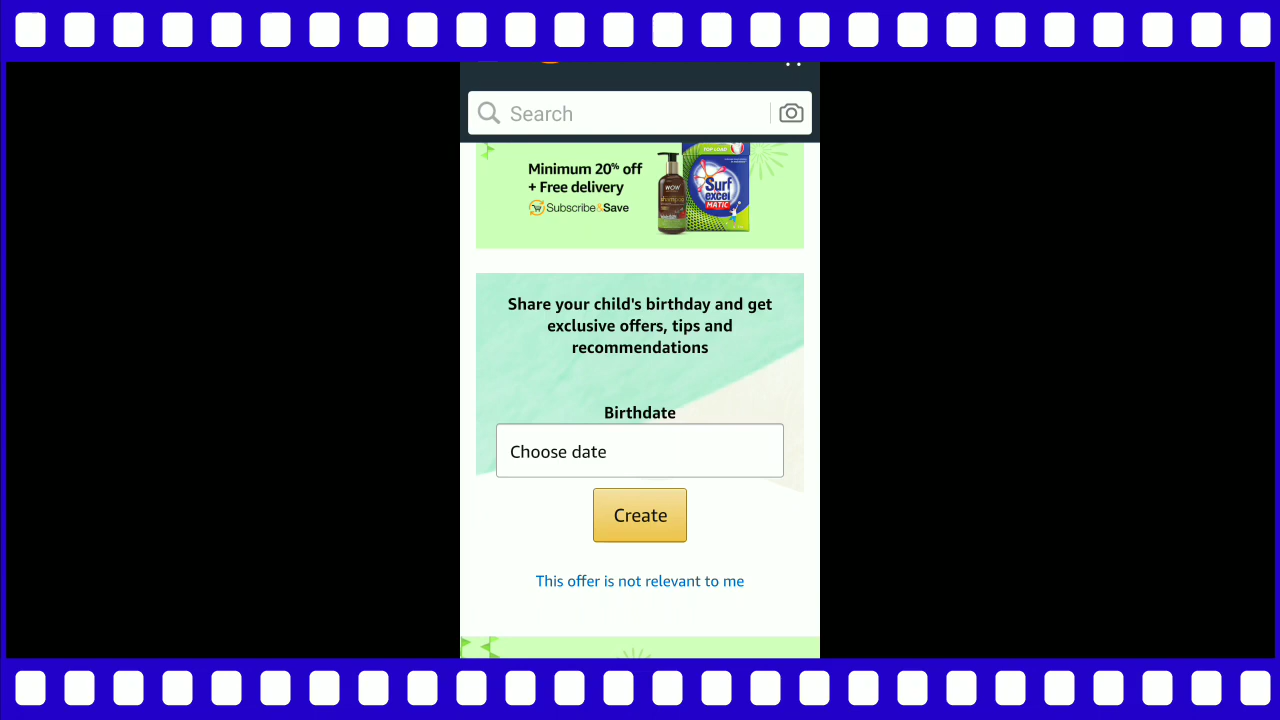 Search
Minimum 20% off
+ Free delivery
Subscribe&Save
TOP LOAD
WOW
shampoo
Surf
excel
MATIC
Share your child's birthday and get
exclusive offers, tips and
recommendations
Birthdate
Choose date
Create
This offer is not relevant to me